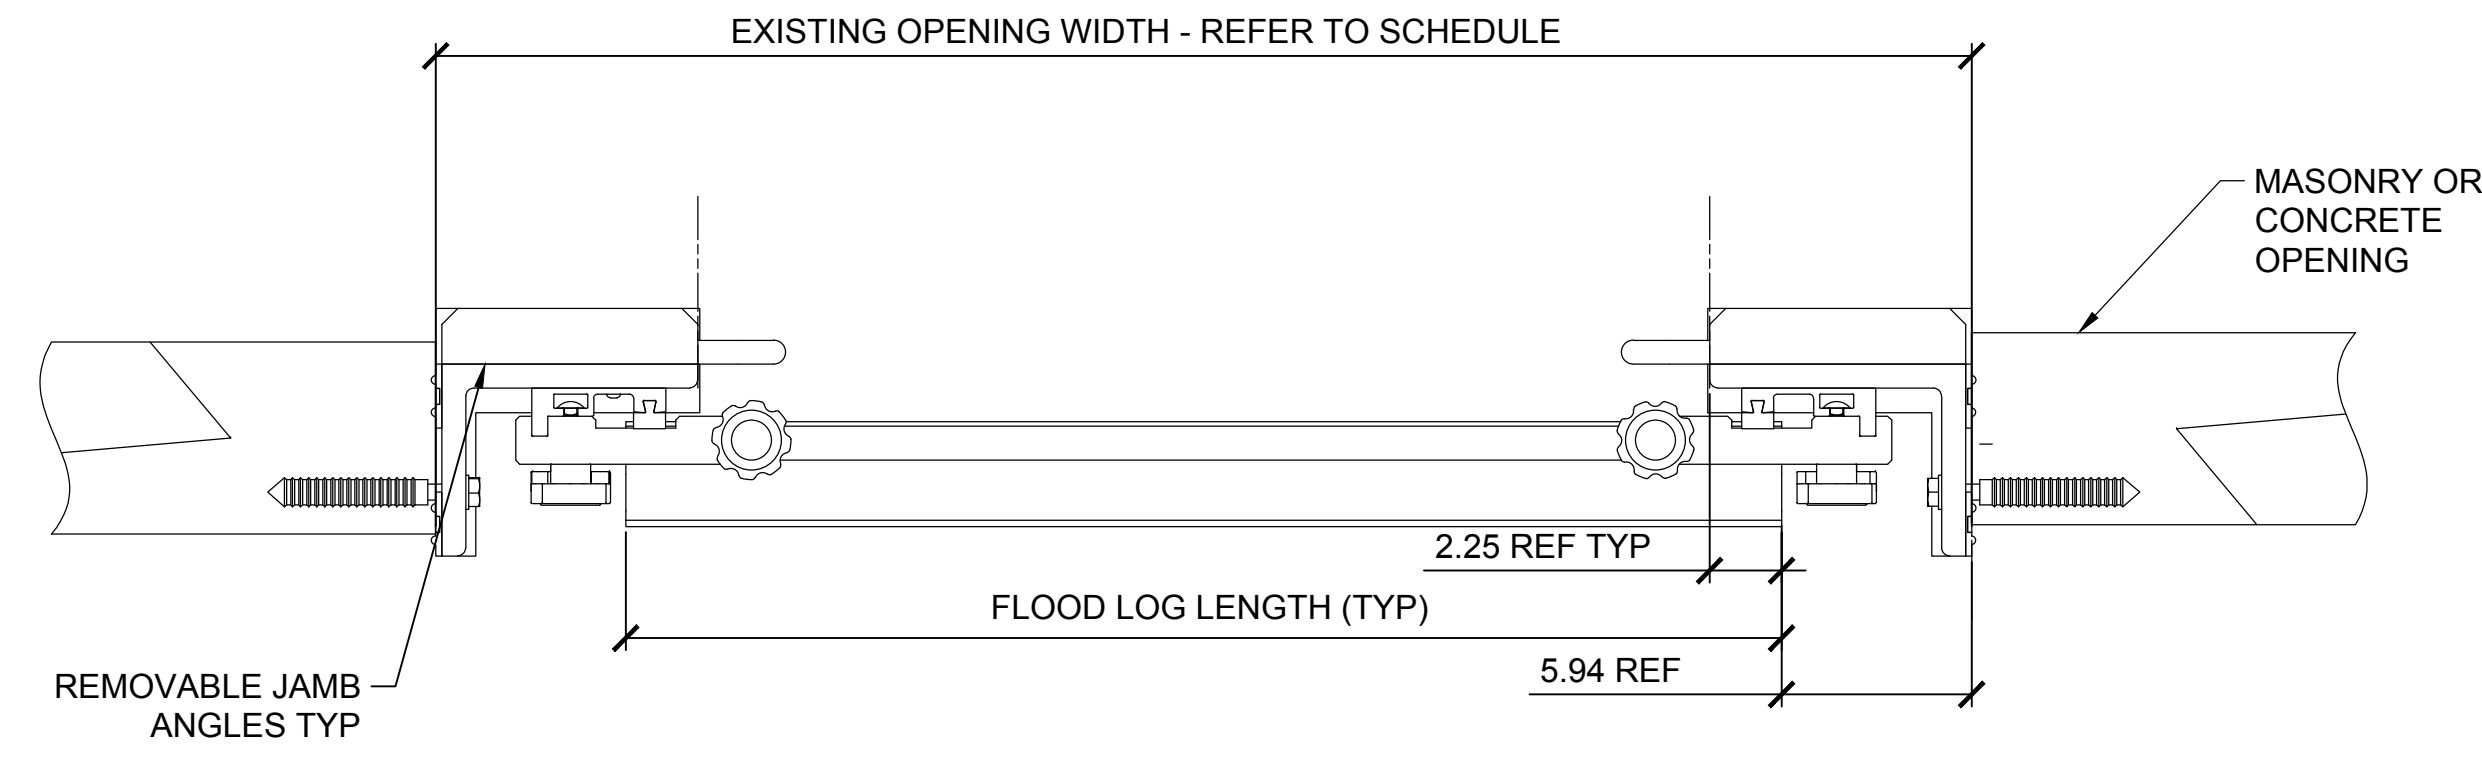 EXISTING OPENING WIDTH - REFER TO SCHEDULE
MASONRY OR
CONCRETE
OPENING
2.25 REF TYP
FLOOD LOG LENGTH (TYP)
5.94 REF
REMOVABLE JAMB
ANGLES TYP